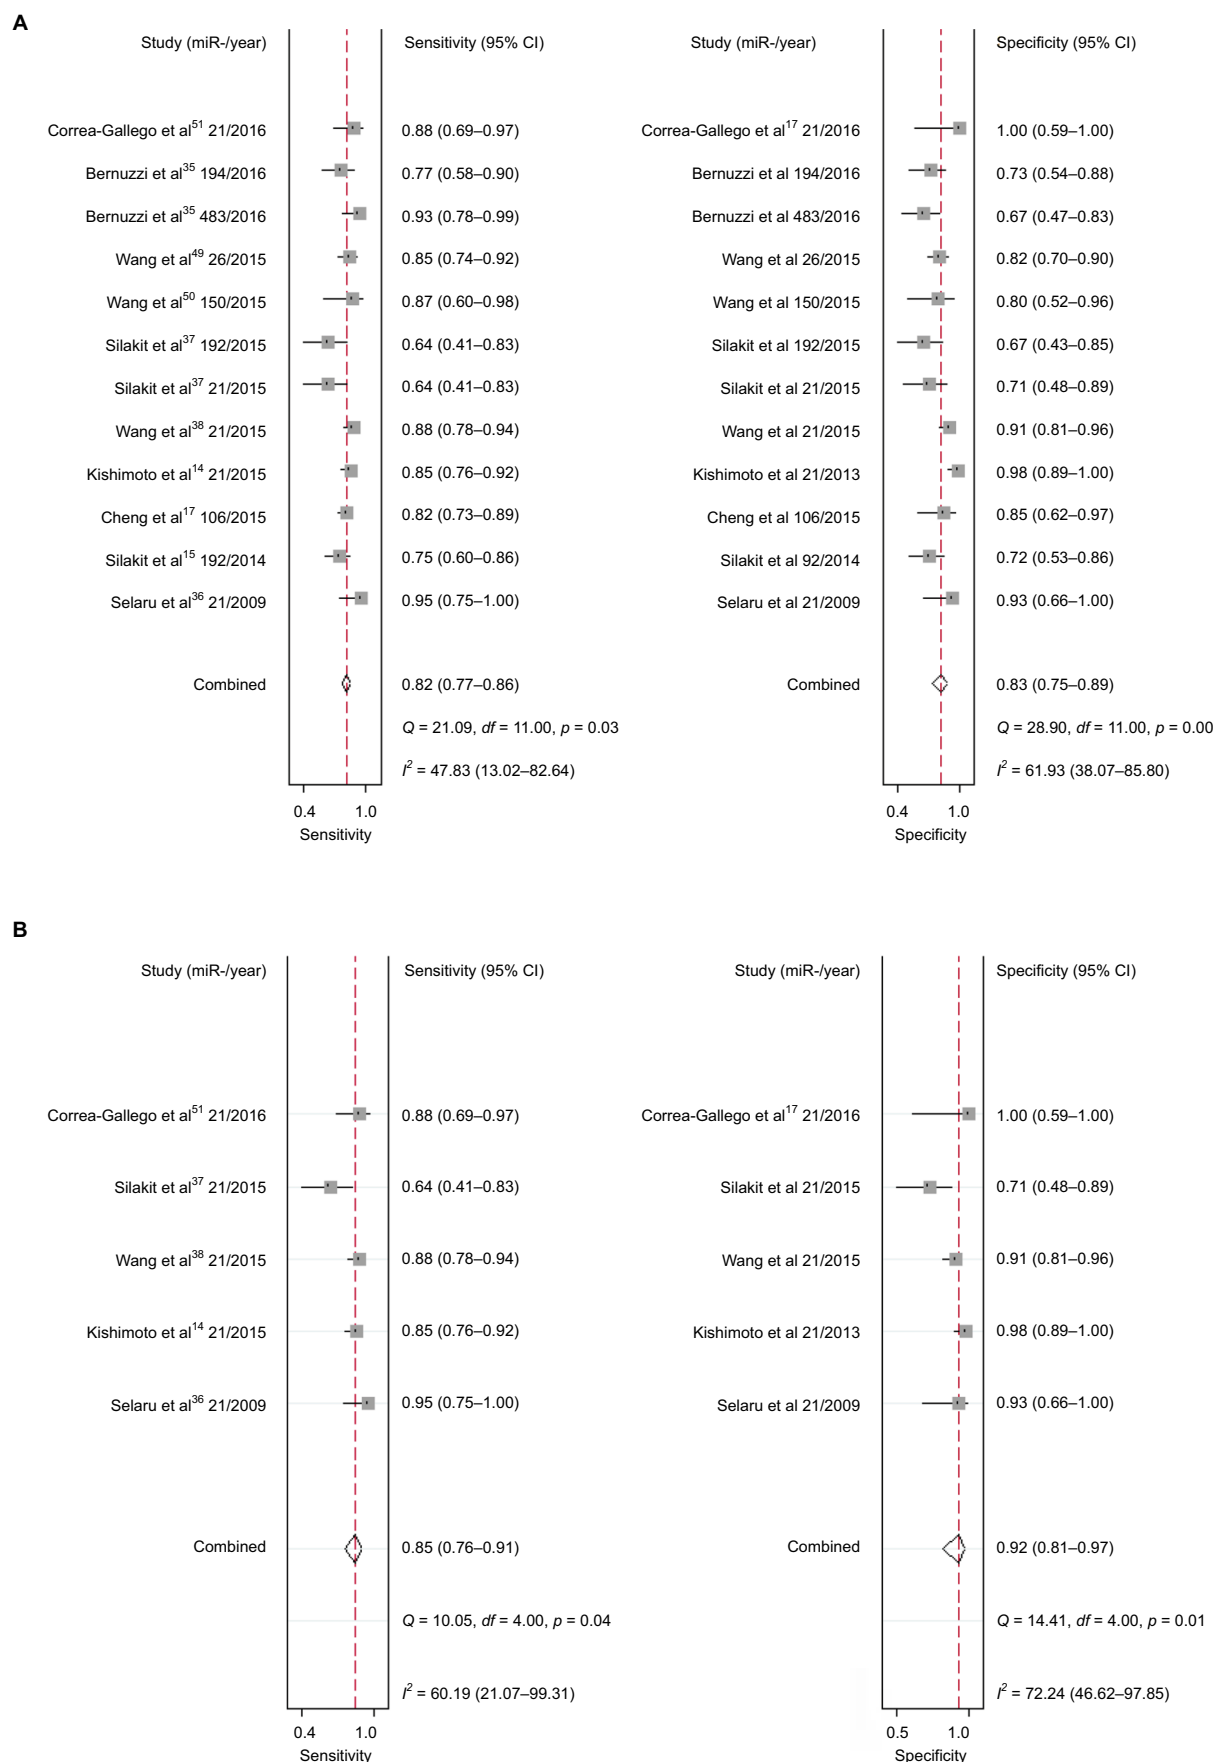 A
Study (miR-/year) Sensitivity (95% CI) Study (miR-/year) Specificity (95% CI)
Correa-Gallego et al51 21/2016 0.88 (0.69–0.97) Correa-Gallego et al17 21/2016 1.00 (0.59–1.00)
Bernuzzi et al35 194/2016 0.77 (0.58–0.90) Bernuzzi et al 194/2016 0.73 (0.54–0.88)
Bernuzzi et al35 483/2016 0.93 (0.78–0.99) Bernuzzi et al 483/2016 0.67 (0.47–0.83)
Wang et al49 26/2015 0.85 (0.74–0.92) Wang et al 26/2015 0.82 (0.70–0.90)
Wang et al50 150/2015 0.87 (0.60–0.98) Wang et al 150/2015 0.80 (0.52–0.96)
Silakit et al37 192/2015 0.64 (0.41–0.83) Silakit et al 192/2015 0.67 (0.43–0.85)
Silakit et al37 21/2015 0.64 (0.41–0.83) Silakit et al 21/2015 0.71 (0.48–0.89)
Wang et al38 21/2015 0.88 (0.78–0.94) Wang et al 21/2015 0.91 (0.81–0.96)
Kishimoto et al14 21/2015 0.85 (0.76–0.92) Kishimoto et al 21/2013 0.98 (0.89–1.00)
Cheng et al17 106/2015 0.82 (0.73–0.89) Cheng et al 106/2015 0.85 (0.62–0.97)
Silakit et al15 192/2014 0.75 (0.60–0.86) Silakit et al 92/2014 0.72 (0.53–0.86)
Selaru et al36 21/2009 0.95 (0.75–1.00) Selaru et al 21/2009 0.93 (0.66–1.00)
Combined 0.82 (0.77–0.86) Combined 0.83 (0.75–0.89)
Q = 21.09, df = 11.00, p = 0.03 Q = 28.90, df = 11.00, p = 0.00
I2 = 47.83 (13.02–82.64) I2 = 61.93 (38.07–85.80)
0.4 1.0 0.4 1.0
Sensitivity Specificity
B
Study (miR-/year) Sensitivity (95% CI) Study (miR-/year) Specificity (95% CI)
Correa-Gallego et al51 21/2016 0.88 (0.69–0.97) Correa-Gallego et al17 21/2016 1.00 (0.59–1.00)
Silakit et al37 21/2015 0.64 (0.41–0.83) Silakit et al 21/2015 0.71 (0.48–0.89)
Wang et al38 21/2015 0.88 (0.78–0.94) Wang et al 21/2015 0.91 (0.81–0.96)
Kishimoto et al14 21/2015 0.85 (0.76–0.92) Kishimoto et al 21/2013 0.98 (0.89–1.00)
Selaru et al36 21/2009 0.95 (0.75–1.00) Selaru et al 21/2009 0.93 (0.66–1.00)
Combined 0.85 (0.76–0.91) Combined 0.92 (0.81–0.97)
Q = 10.05, df = 4.00, p = 0.04 Q = 14.41, df = 4.00, p = 0.01
I2 = 60.19 (21.07–99.31) I2 = 72.24 (46.62–97.85)
0.4 1.0 0.5 1.0
Sensitivity Specificity